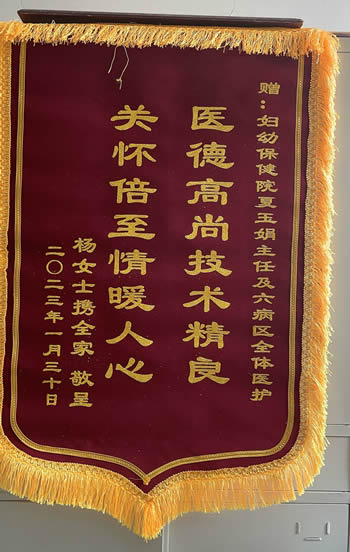 赠：妇幼保健院夏玉娟主任及六病区全体医护
医德高尚技术精良
关怀倍至情暖人心
杨女士携全家 敬呈
二〇二三年一月三十日